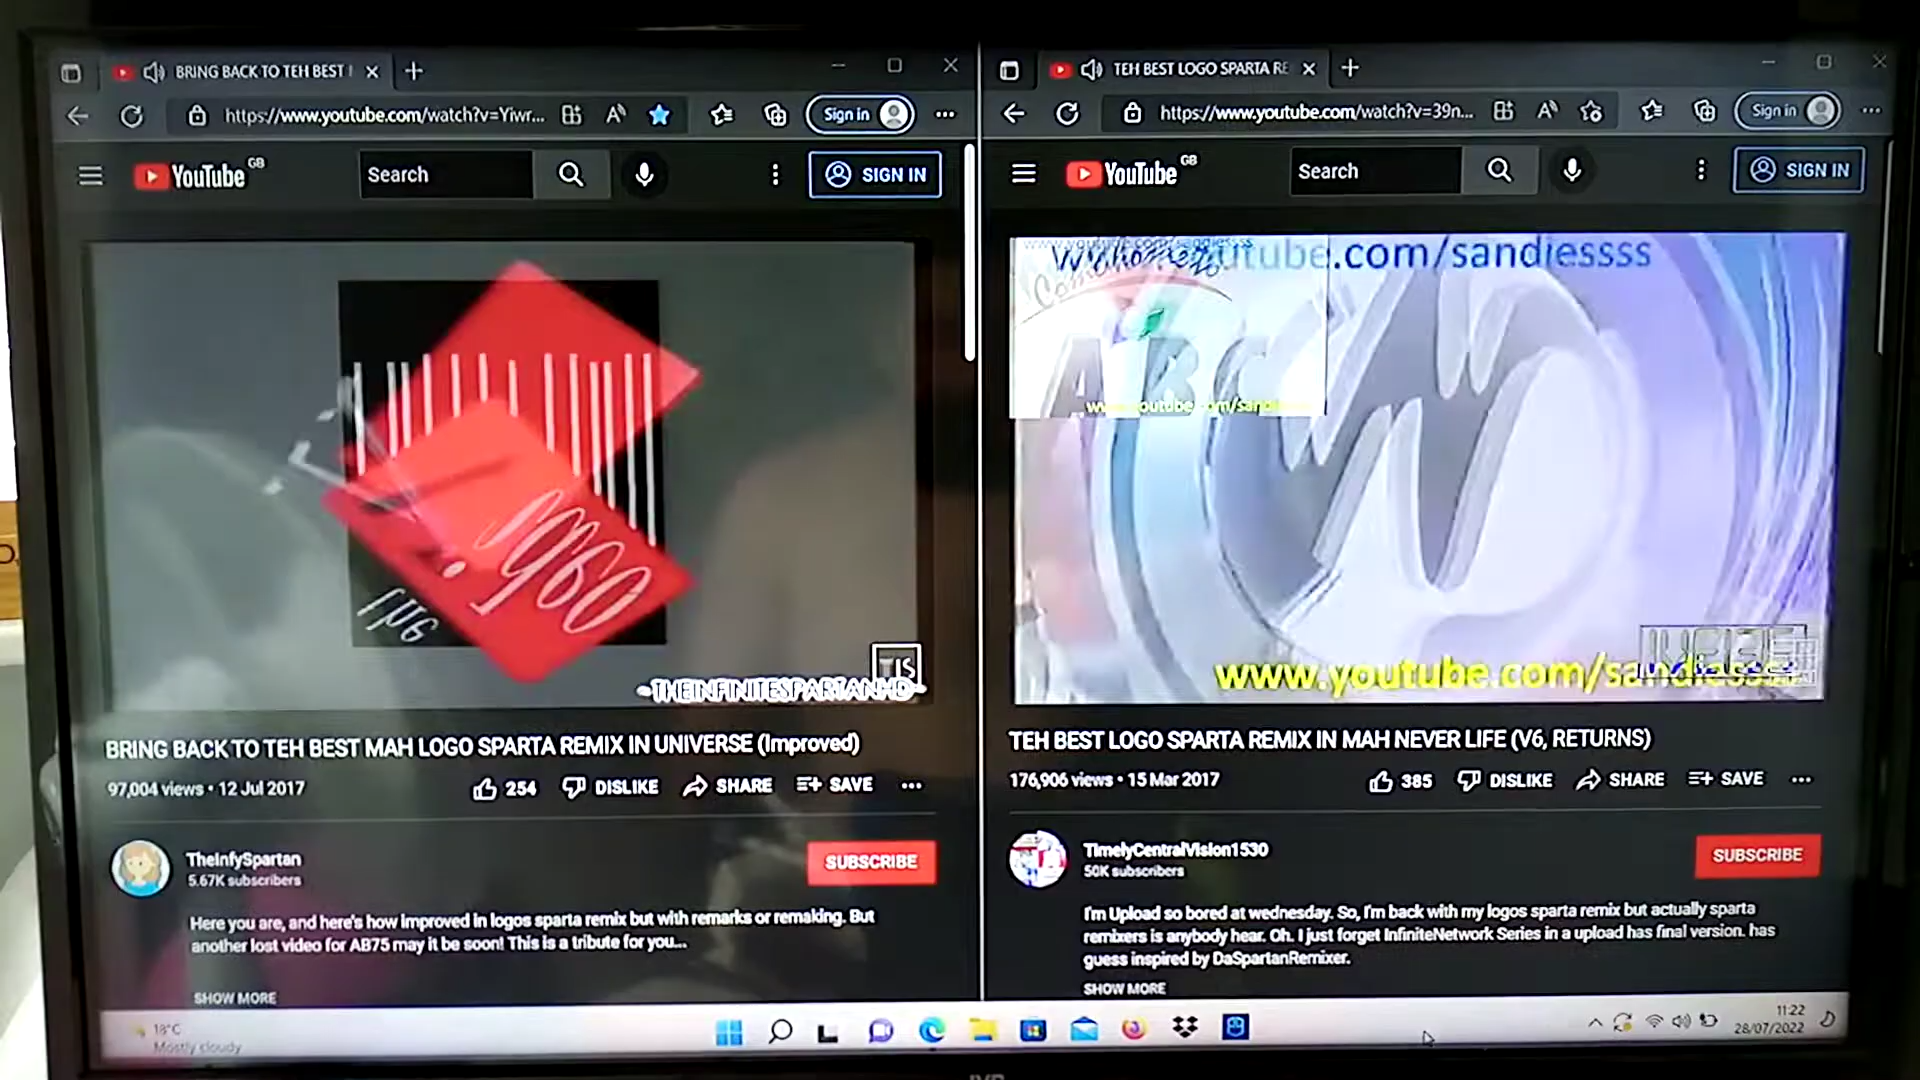 BRING BACK TO TEH BEST
https://www.youtube.com/watch?v=Yiwr...
Sign in
YouTube GB
Search
SIGN IN
THEINFINITESPARTANHD
TIS
BRING BACK TO TEH BEST MAH LOGO SPARTA REMIX IN UNIVERSE (Improved)
97,004 views • 12 Jul 2017
254 DISLIKE SHARE SAVE
TheInfySpartan
5.67K subscribers
SUBSCRIBE
Here you are, and here's how improved in logos sparta remix but with remarks or remaking. But
another lost video for AB75 may it be soon! This is a tribute for you...
SHOW MORE
TEH BEST LOGO SPARTA RE
https://www.youtube.com/watch?v=39n...
Sign in
YouTube GB
Search
SIGN IN
ABC
www.youtube.com/sandiessss
TEH BEST LOGO SPARTA REMIX IN MAH NEVER LIFE (V6, RETURNS)
176,906 views • 15 Mar 2017
385 DISLIKE SHARE SAVE
TimelyCentralVision1530
50K subscribers
SUBSCRIBE
I'm Upload so bored at wednesday. So, I'm back with my logos sparta remix but actually sparta
remixers is anybody hear. Oh. I just forget InfiniteNetwork Series in a upload has final version. has
guess inspired by DaSpartanRemixer.
SHOW MORE
18°C
Mostly cloudy
11:22
28/07/2022